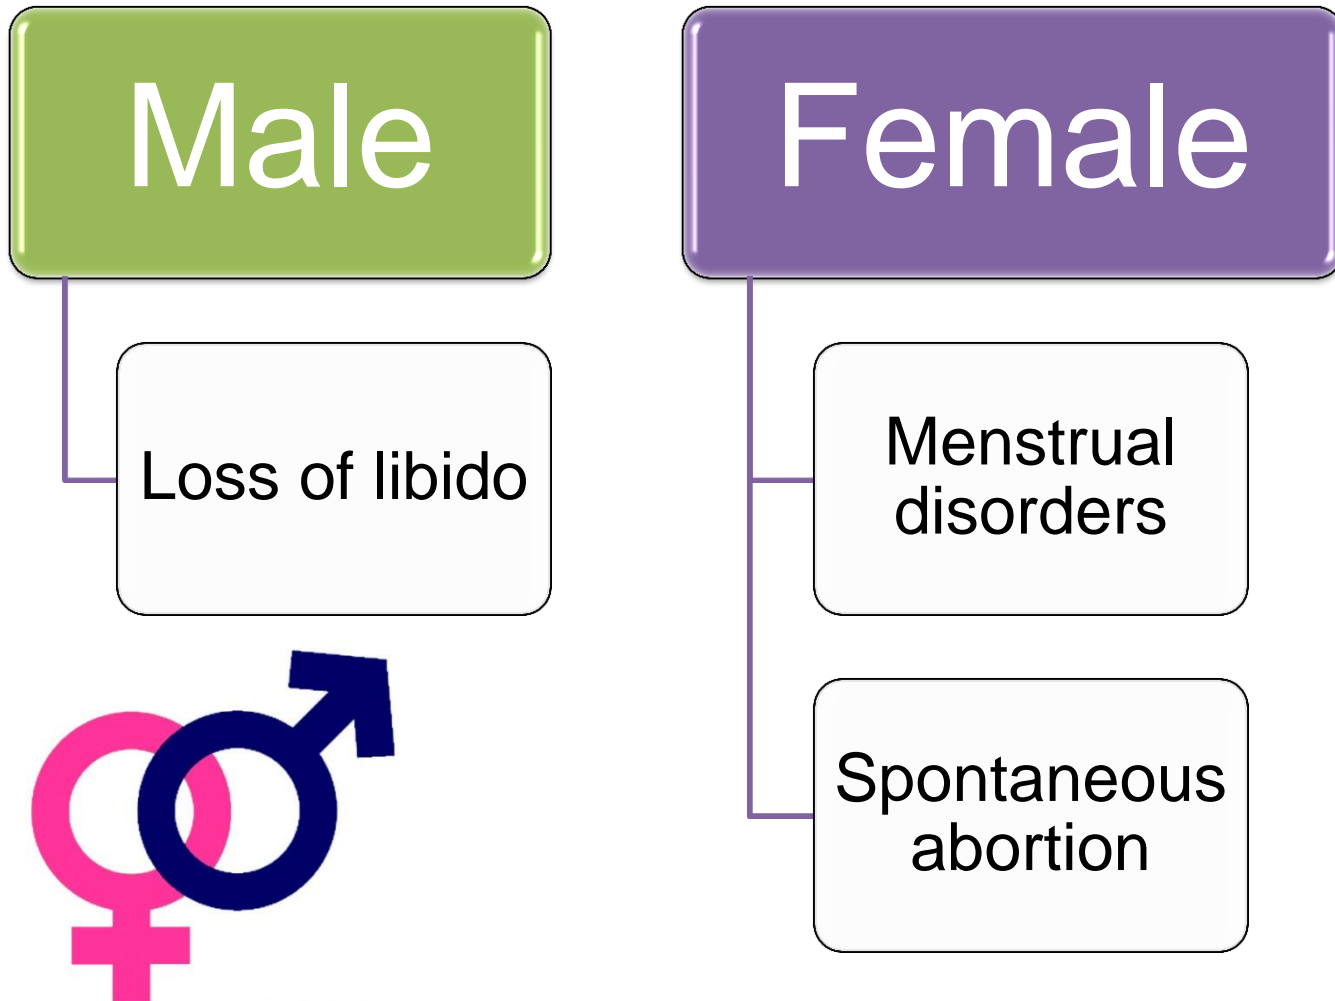 Male
Loss of libido
Female
Menstrual
disorders
Spontaneous
abortion